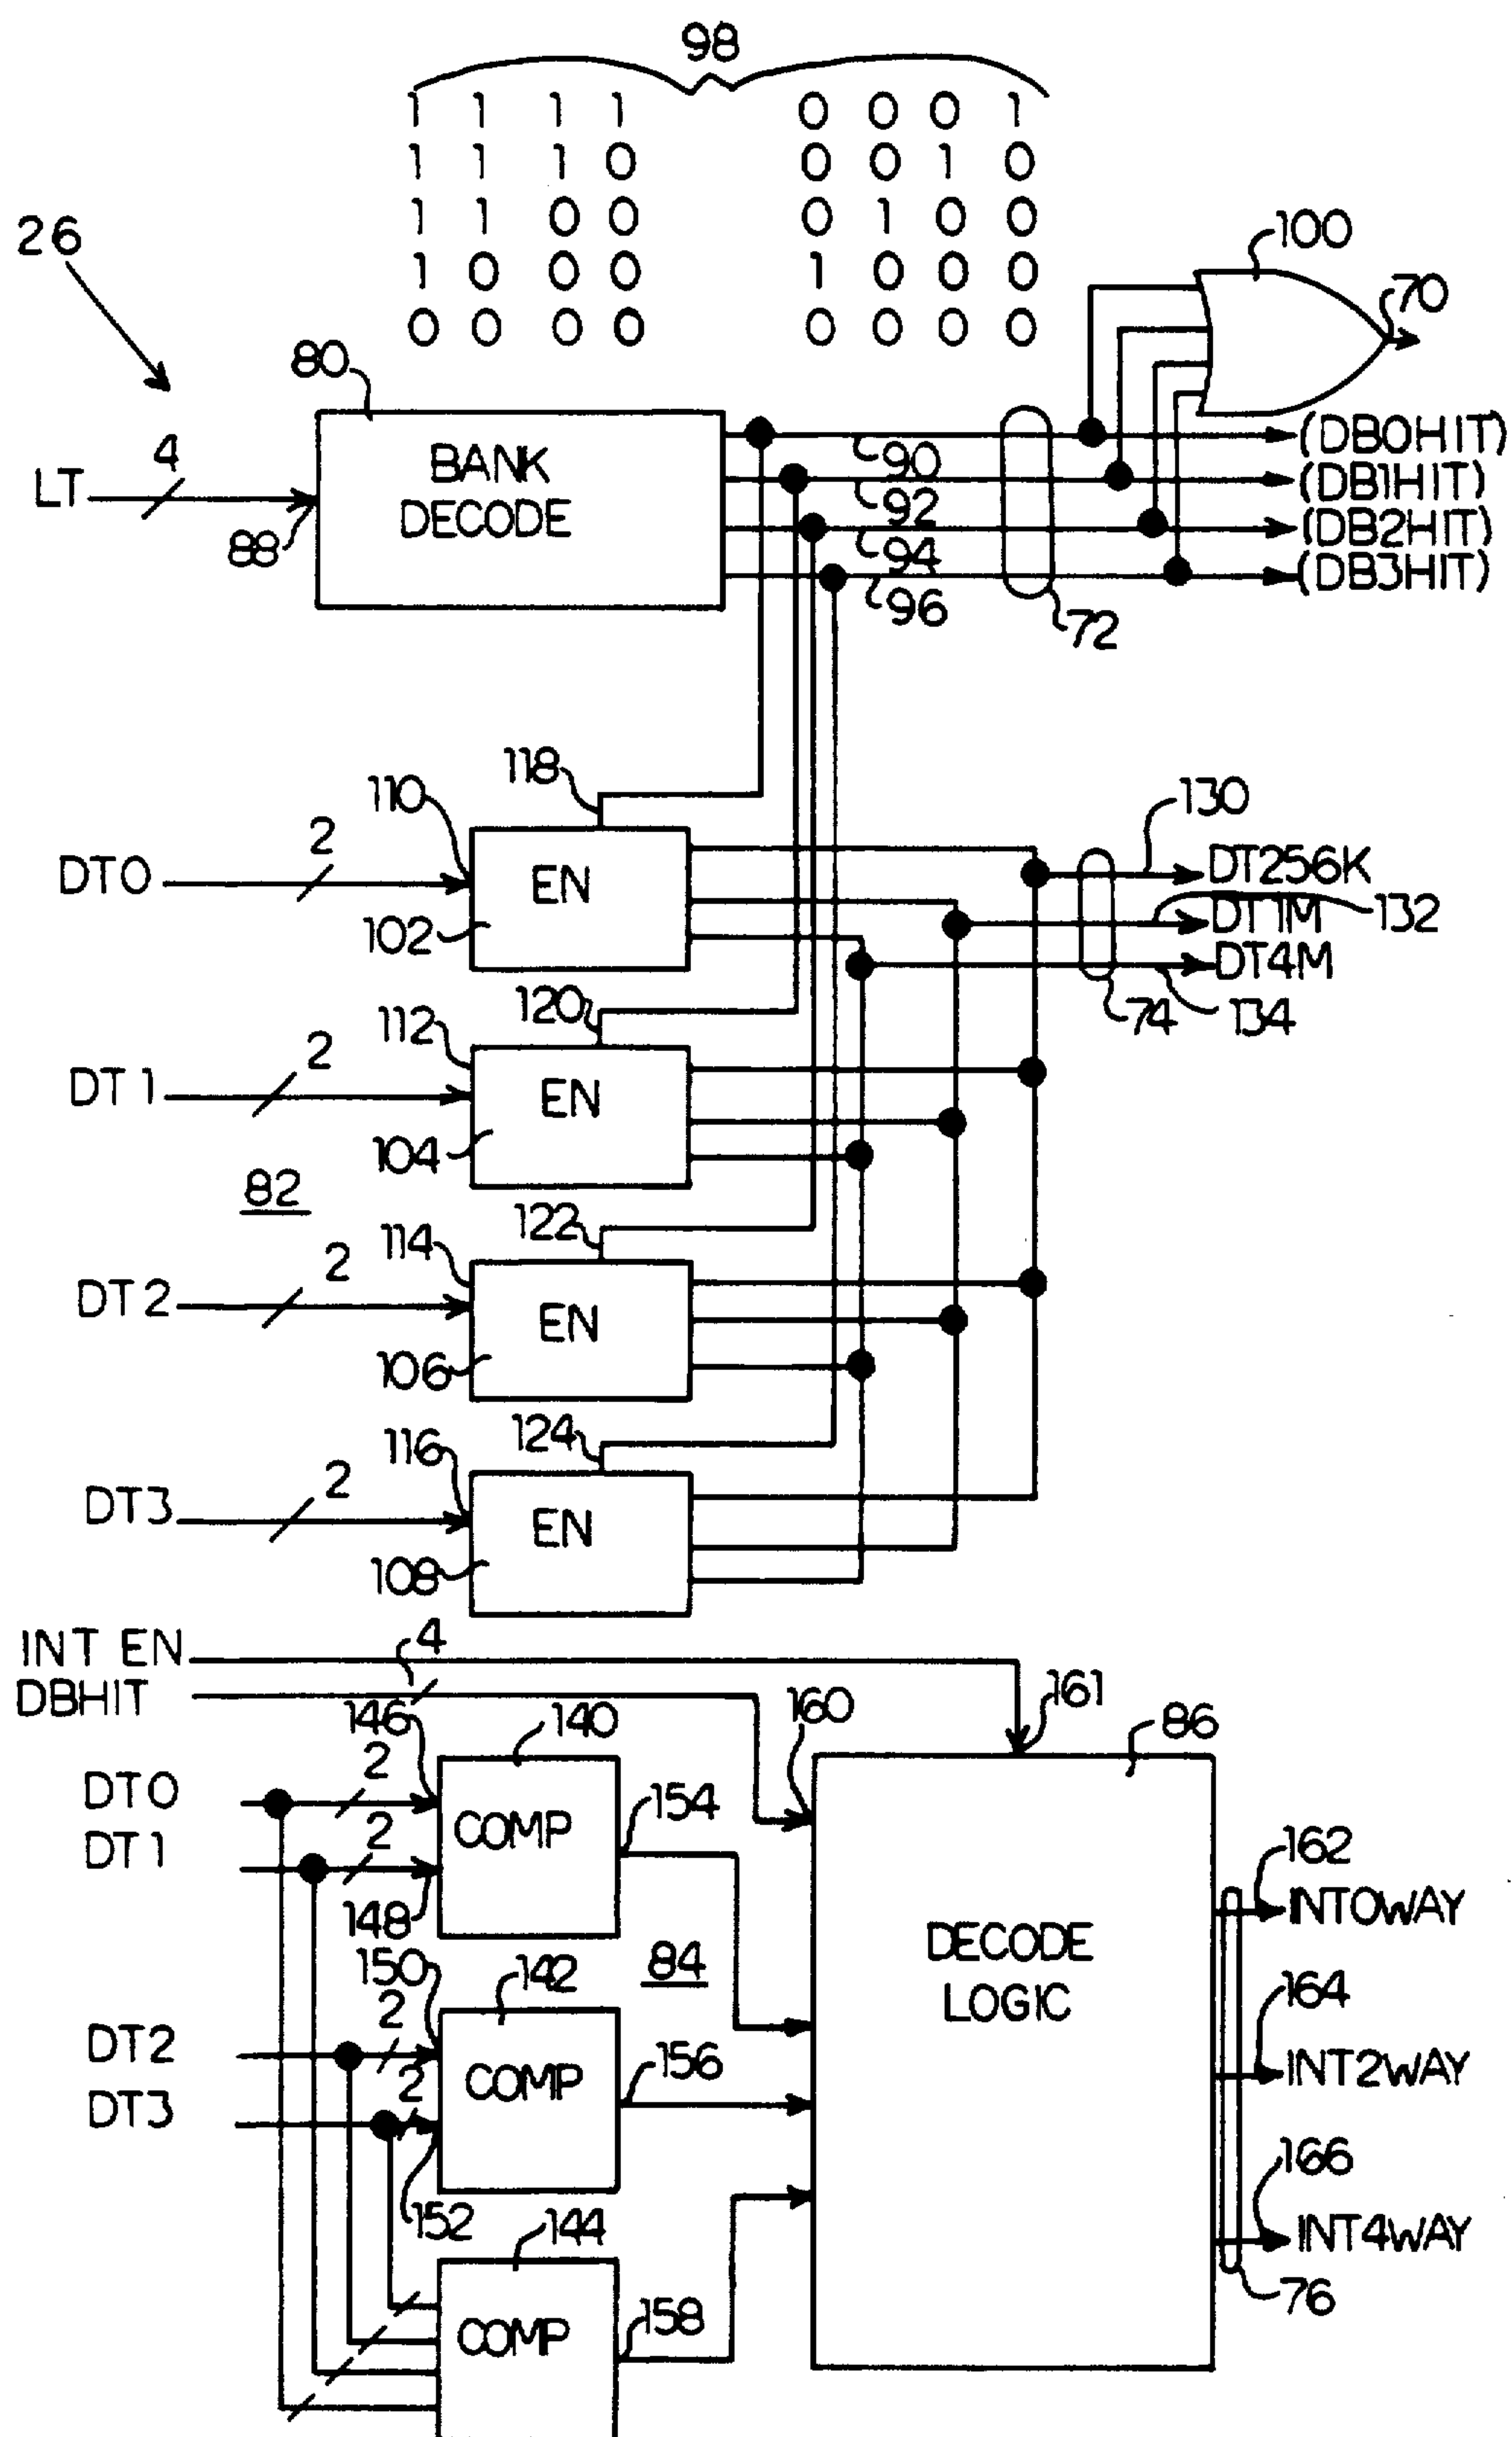 98
1 1 1 1 0 0 0 1
1 1 1 0 0 0 1 0
1 1 0 0 0 1 0 0
1 0 0 0 1 0 0 0
0 0 0 0 0 0 0 0
26
100
70
80
LT
4
88
BANK
DECODE
90
92
94
96
72
(DB0HIT)
(DB1HIT)
(DB2HIT)
(DB3HIT)
118
110
DT0
2
EN
102
130
DT256K
DT1M
132
DT4M
74
134
120
112
DT1
2
EN
104
82
122
114
DT2
2
EN
106
124
116
DT3
2
EN
108
INT EN
4
DBHIT
146
140
160
161
86
DT0
2
DT1
2
COMP
154
148
84
150
142
DT2
2
COMP
156
DT3
2
152
144
COMP
158
DECODE
LOGIC
162
INT0WAY
164
INT2WAY
166
INT4WAY
76